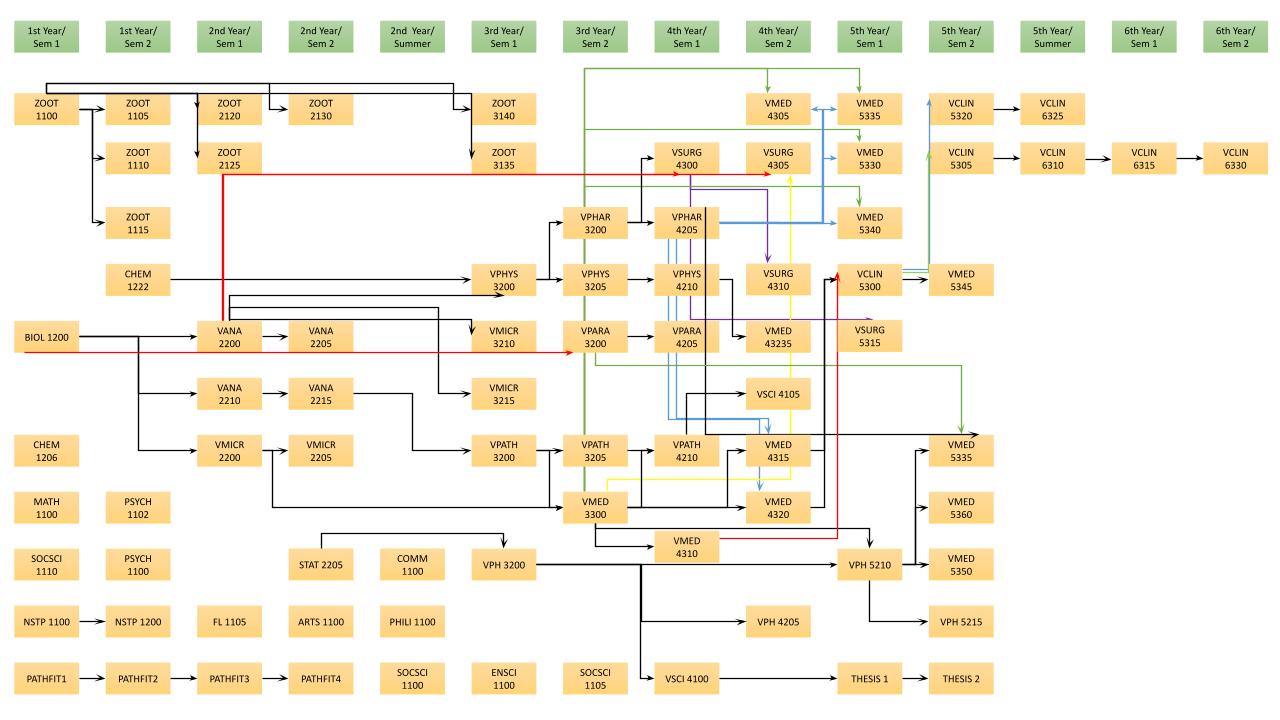 1st Year/
Sem 1
1st Year/
Sem 2
2nd Year/
Sem 1
2nd Year/
Sem 2
2nd Year/
Summer
3rd Year/
Sem 1
3rd Year/
Sem 2
4th Year/
Sem 1
4th Year/
Sem 2
5th Year/
Sem 1
5th Year/
Sem 2
5th Year/
Summer
6th Year/
Sem 1
6th Year/
Sem 2
ZOOT
1100
ZOOT
1105
ZOOT
2120
ZOOT
2130
ZOOT
3140
VMED
4305
VMED
5335
VCLIN
5320
VCLIN
6325
ZOOT
1110
ZOOT
2125
ZOOT
3135
VSURG
4300
VSURG
4305
VMED
5330
VCLIN
5305
VCLIN
6310
VCLIN
6315
VCLIN
6330
ZOOT
1115
VPHAR
3200
VPHAR
4205
VMED
5340
CHEM
1222
VPHYS
3200
VPHYS
3205
VPHYS
4210
VSURG
4310
VCLIN
5300
VMED
5345
BIOL 1200
VANA
2200
VANA
2205
VMICR
3210
VPARA
3200
VPARA
4205
VMED
43235
VSURG
5315
VANA
2210
VANA
2215
VMICR
3215
VSCI 4105
CHEM
1206
VMICR
2200
VMICR
2205
VPATH
3200
VPATH
3205
VPATH
4210
VMED
4315
VMED
5335
MATH
1100
PSYCH
1102
VMED
3300
VMED
4320
VMED
5360
SOCSCI
1110
PSYCH
1100
STAT 2205
COMM
1100
VPH 3200
VMED
4310
VPH 5210
VMED
5350
NSTP 1100
NSTP 1200
FL 1105
ARTS 1100
PHILI 1100
VPH 4205
VPH 5215
PATHFIT1
PATHFIT2
PATHFIT3
PATHFIT4
SOCSCI
1100
ENSCI
1100
SOCSCI
1105
VSCI 4100
THESIS 1
THESIS 2